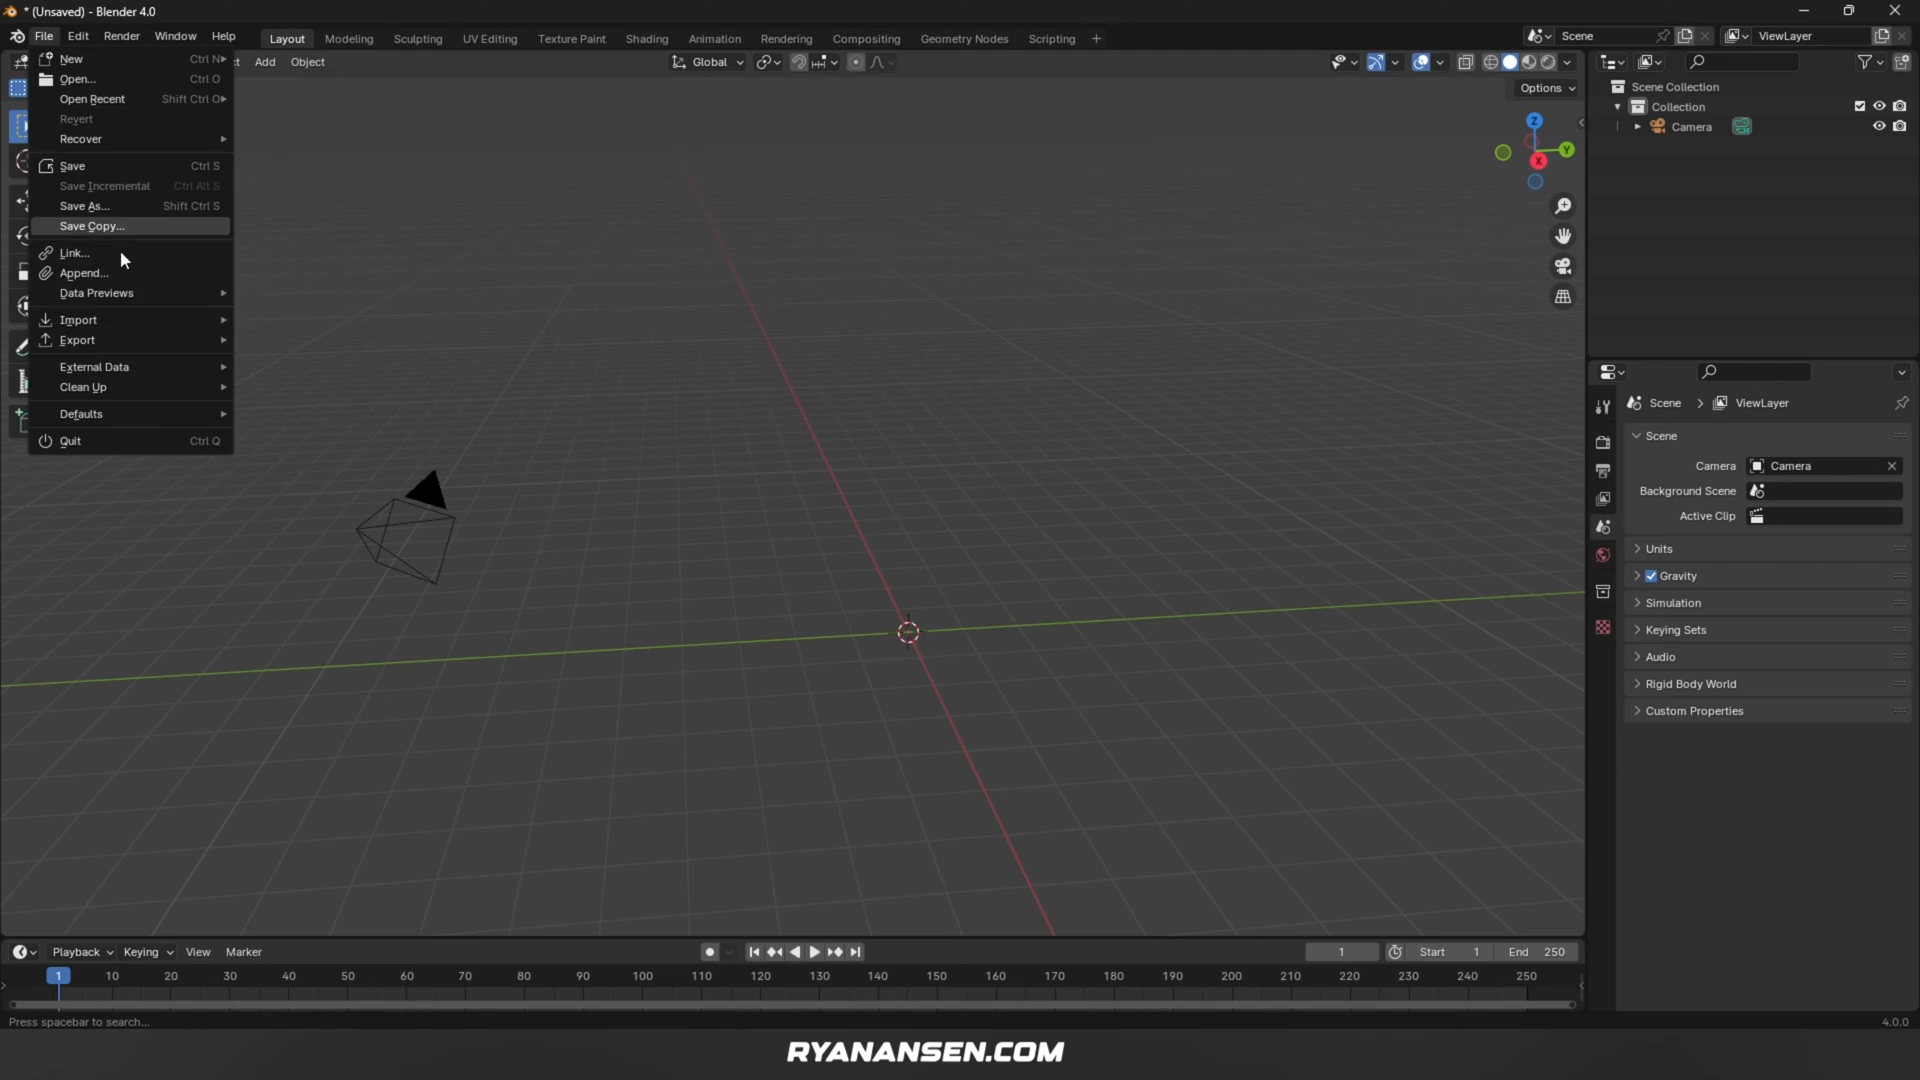 * (Unsaved) - Blender 4.0
File Edit Render Window Help
Layout Modeling Sculpting UV Editing Texture Paint Shading Animation Rendering Compositing Geometry Nodes Scripting +
Scene
ViewLayer
New Ctrl N
Open... Ctrl O
Open Recent Shift Ctrl O
Revert
Recover
Save Ctrl S
Save Incremental Ctrl Alt S
Save As... Shift Ctrl S
Save Copy...
Link...
Append...
Data Previews
Import
Export
External Data
Clean Up
Defaults
Quit Ctrl Q
Add Object
Global
Options
Z
Y
X
Scene Collection
Collection
Camera
Scene > ViewLayer
Scene
Camera Camera
Background Scene
Active Clip
Units
Gravity
Simulation
Keying Sets
Audio
Rigid Body World
Custom Properties
Playback Keying View Marker
1 Start 1 End 250
1 10 20 30 40 50 60 70 80 90 100 110 120 130 140 150 160 170 180 190 200 210 220 230 240 250
Press spacebar to search...
4.0.0
RYANANSEN.COM